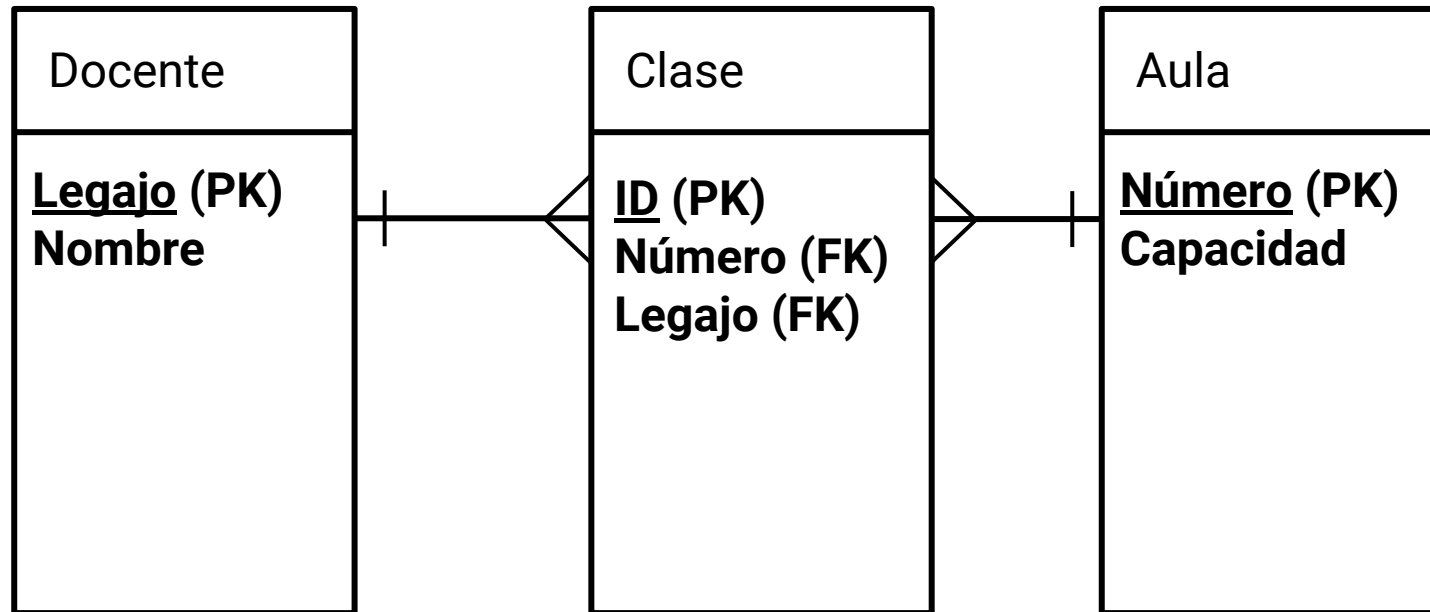 Docente
Legajo (PK)
Nombre
Clase
ID (PK)
Número (FK)
Legajo (FK)
Aula
Número (PK)
Capacidad